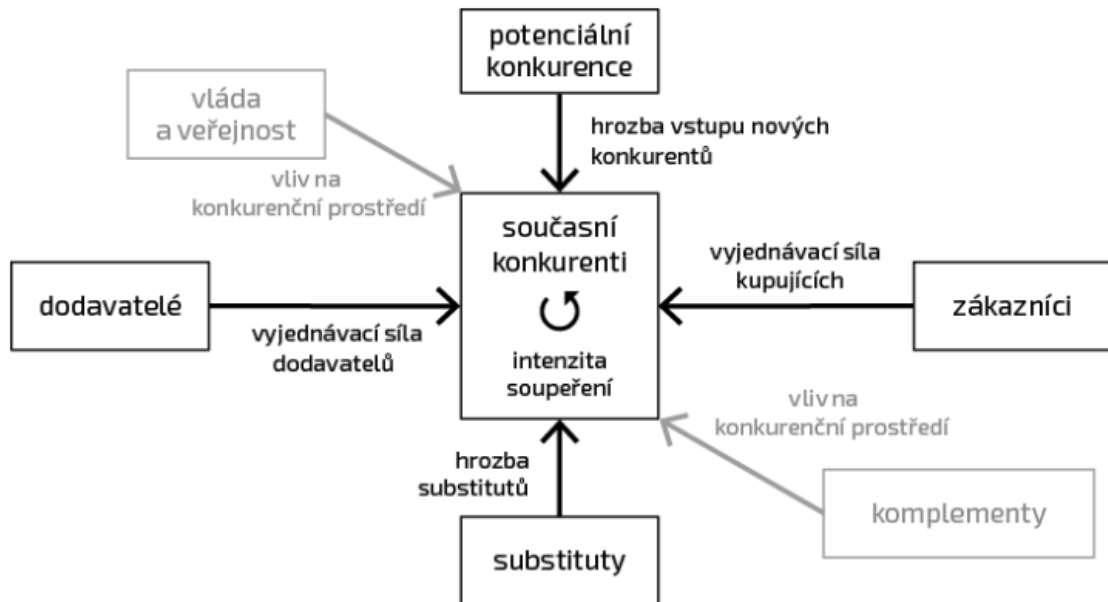 potenciální
konkurence
vláda
a veřejnost
hrozba vstupu nových
konkurentů
vliv na
konkurenční prostředí
současní
konkurenti
intenzita
soupeření
dodavatelé
vyjednávací síla
dodavatelů
vyjednávací síla
kupujících
zákazníci
vliv na
konkurenční prostředí
hrozba
substitutů
komplementy
substituty